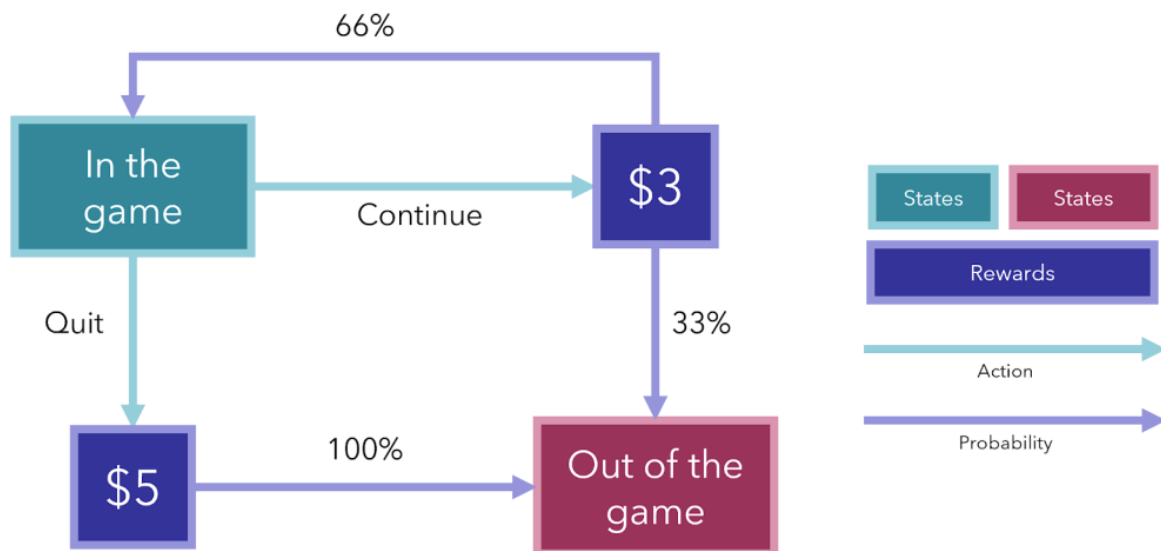 66%
In the
game
Continue
$3
Quit
33%
$5
100%
Out of the
game
States
States
Rewards
Action
Probability